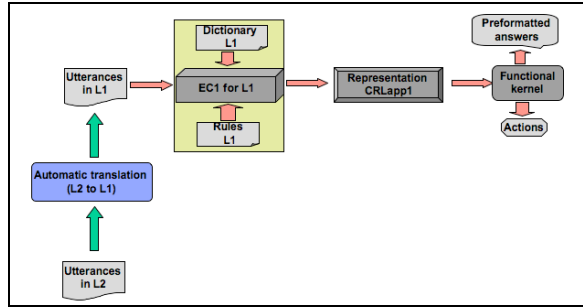 Preformatted
answers
Dictionary
L1
Utterances
in L1
EC1 for L1
Representation
CRLapp1
Functional
kernel
Rules
L1
Actions
Automatic translation
(L2 to L1)
Utterances
in L2